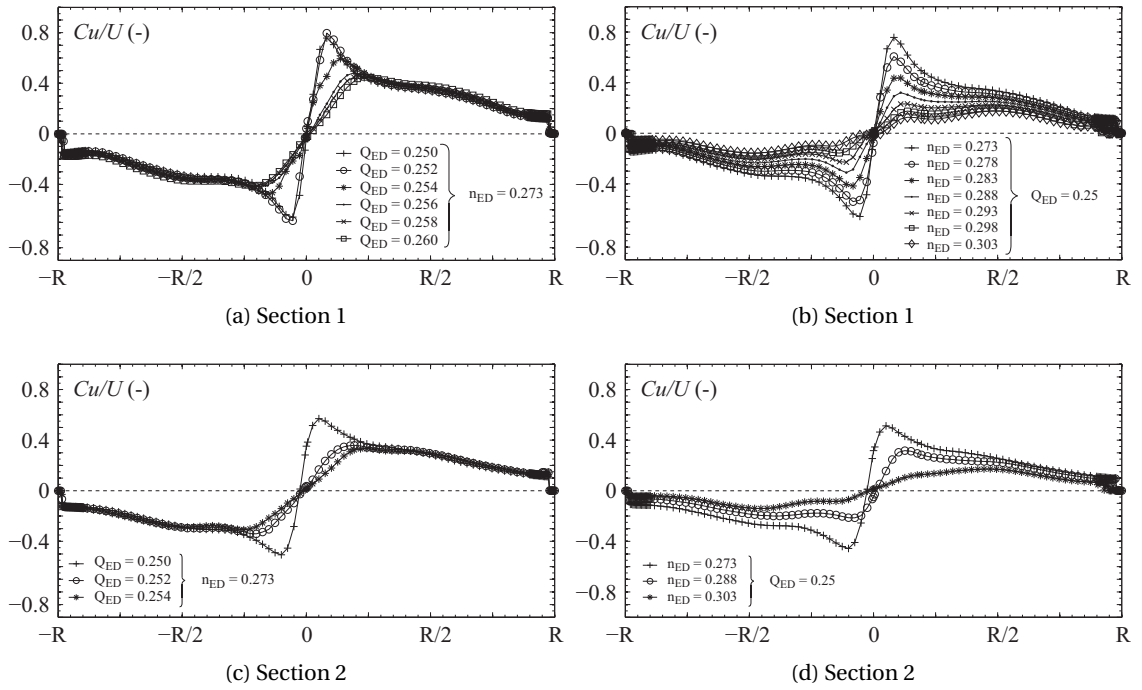 Cu/U (-)
0.8
0.4
0
−0.4
−0.8
Q_ED = 0.250
Q_ED = 0.252
Q_ED = 0.254
Q_ED = 0.256
Q_ED = 0.258
Q_ED = 0.260
n_ED = 0.273
−R
−R/2
0
R/2
R
(a) Section 1
Cu/U (-)
0.8
0.4
0
−0.4
−0.8
n_ED = 0.273
n_ED = 0.278
n_ED = 0.283
n_ED = 0.288
n_ED = 0.293
n_ED = 0.298
n_ED = 0.303
Q_ED = 0.25
−R
−R/2
0
R/2
R
(b) Section 1
Cu/U (-)
0.8
0.4
0
−0.4
−0.8
Q_ED = 0.250
Q_ED = 0.252
Q_ED = 0.254
n_ED = 0.273
−R
−R/2
0
R/2
R
(c) Section 2
Cu/U (-)
0.8
0.4
0
−0.4
−0.8
n_ED = 0.273
n_ED = 0.288
n_ED = 0.303
Q_ED = 0.25
−R
−R/2
0
R/2
R
(d) Section 2